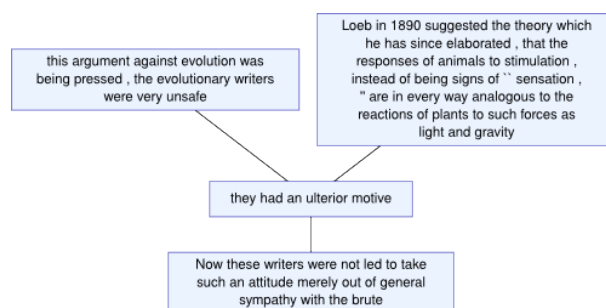 this argument against evolution was
being pressed , the evolutionary writers
were very unsafe
Loeb in 1890 suggested the theory which
he has since elaborated , that the
responses of animals to stimulation ,
instead of being signs of `` sensation ,
" are in every way analogous to the
reactions of plants to such forces as
light and gravity
they had an ulterior motive
Now these writers were not led to take
such an attitude merely out of general
sympathy with the brute